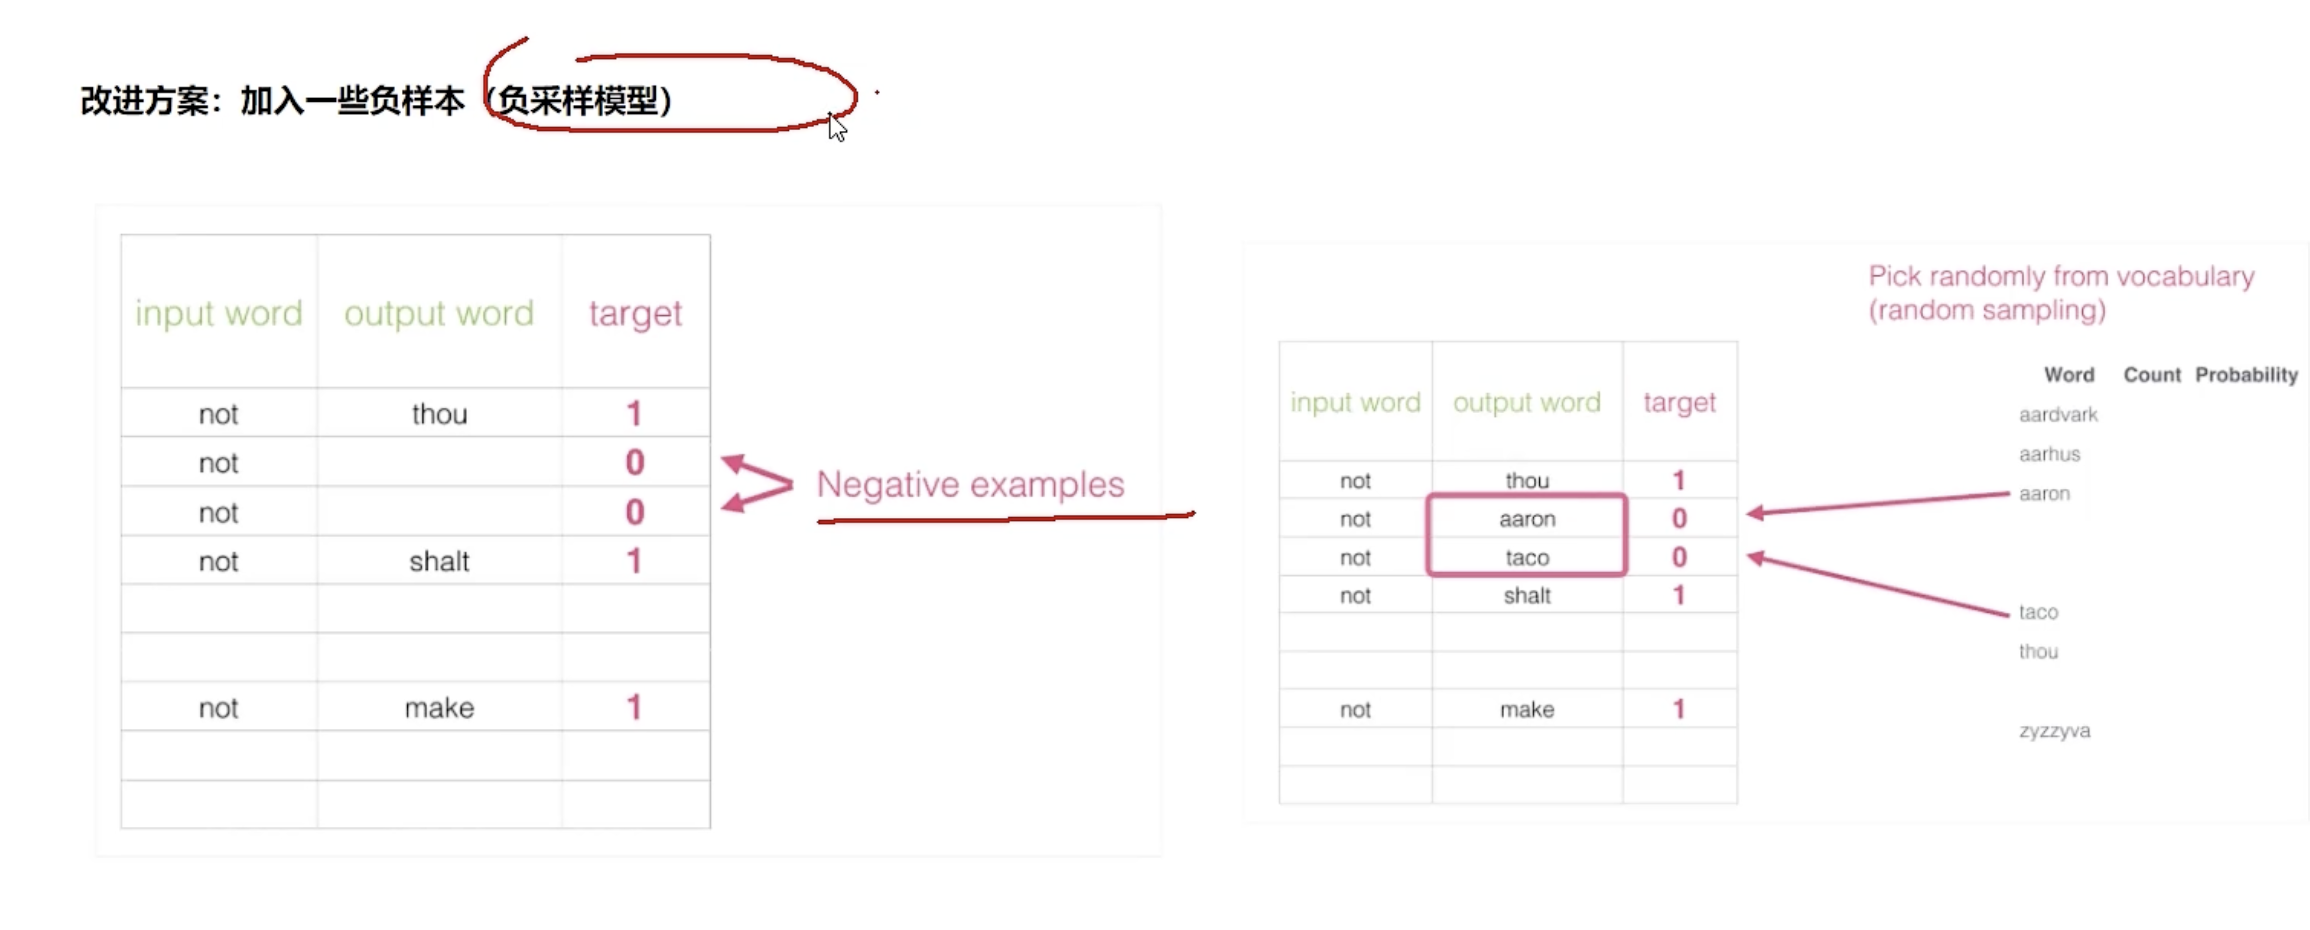 改进方案：加入一些负样本（负采样模型）
input word output word target
not thou 1
not 0
not 0
not shalt 1
not make 1
Negative examples
Pick randomly from vocabulary
(random sampling)
input word output word target
not thou 1
not aaron 0
not taco 0
not shalt 1
not make 1
Word Count Probability
aardvark
aarhus
aaron
taco
thou
zyzzyva